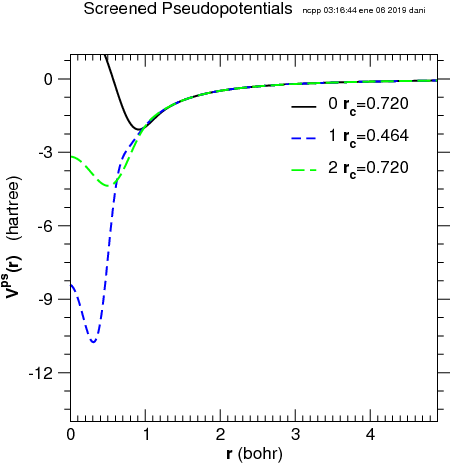 Screened Pseudopotentials ncpp 03:16:44 ene 06 2019 dani
0 rc=0.720
1 rc=0.464
2 rc=0.720
Vps(r) (hartree)
0
-3
-6
-9
-12
0 1 2 3 4
r (bohr)